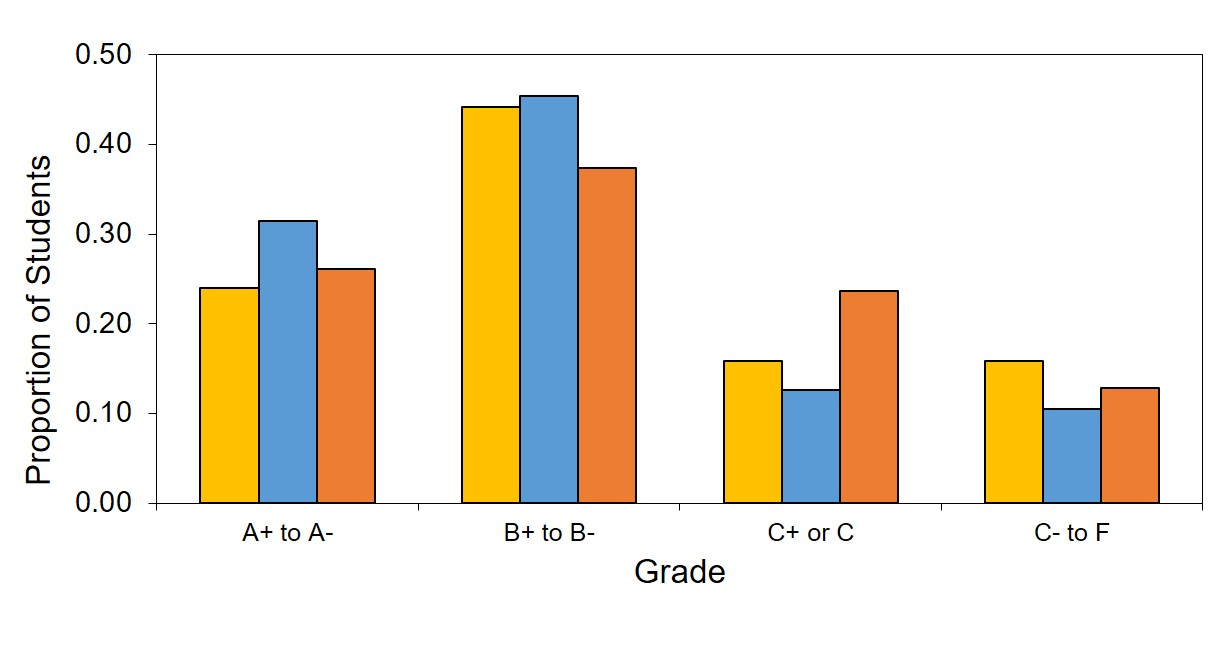 Proportion of Students
0.50
0.40
0.30
0.20
0.10
0.00
A+ to A-
B+ to B-
C+ or C
C- to F
Grade